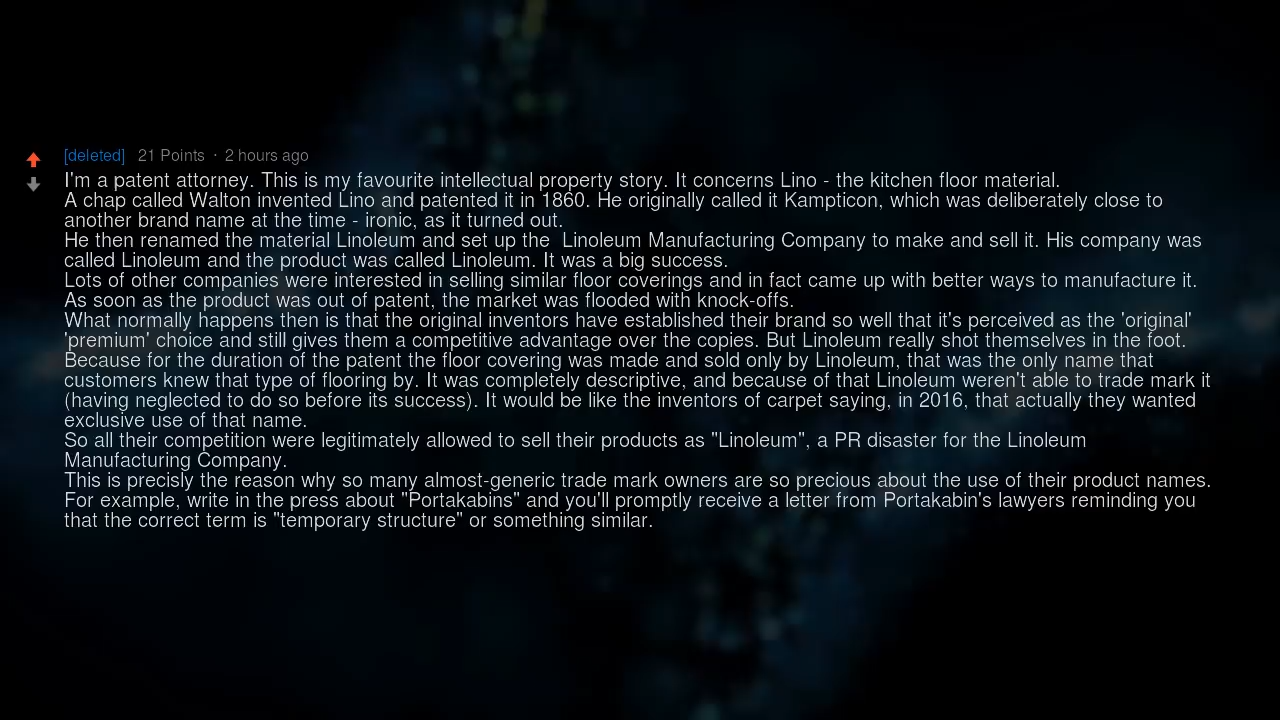 [deleted] 21 Points · 2 hours ago
I'm a patent attorney. This is my favourite intellectual property story. It concerns Lino - the kitchen floor material.
A chap called Walton invented Lino and patented it in 1860. He originally called it Kampticon, which was deliberately close to
another brand name at the time - ironic, as it turned out.
He then renamed the material Linoleum and set up the  Linoleum Manufacturing Company to make and sell it. His company was
called Linoleum and the product was called Linoleum. It was a big success.
Lots of other companies were interested in selling similar floor coverings and in fact came up with better ways to manufacture it.
As soon as the product was out of patent, the market was flooded with knock-offs.
What normally happens then is that the original inventors have established their brand so well that it's perceived as the 'original'
'premium' choice and still gives them a competitive advantage over the copies. But Linoleum really shot themselves in the foot.
Because for the duration of the patent the floor covering was made and sold only by Linoleum, that was the only name that
customers knew that type of flooring by. It was completely descriptive, and because of that Linoleum weren't able to trade mark it
(having neglected to do so before its success). It would be like the inventors of carpet saying, in 2016, that actually they wanted
exclusive use of that name.
So all their competition were legitimately allowed to sell their products as "Linoleum", a PR disaster for the Linoleum
Manufacturing Company.
This is precisly the reason why so many almost-generic trade mark owners are so precious about the use of their product names.
For example, write in the press about "Portakabins" and you'll promptly receive a letter from Portakabin's lawyers reminding you
that the correct term is "temporary structure" or something similar.